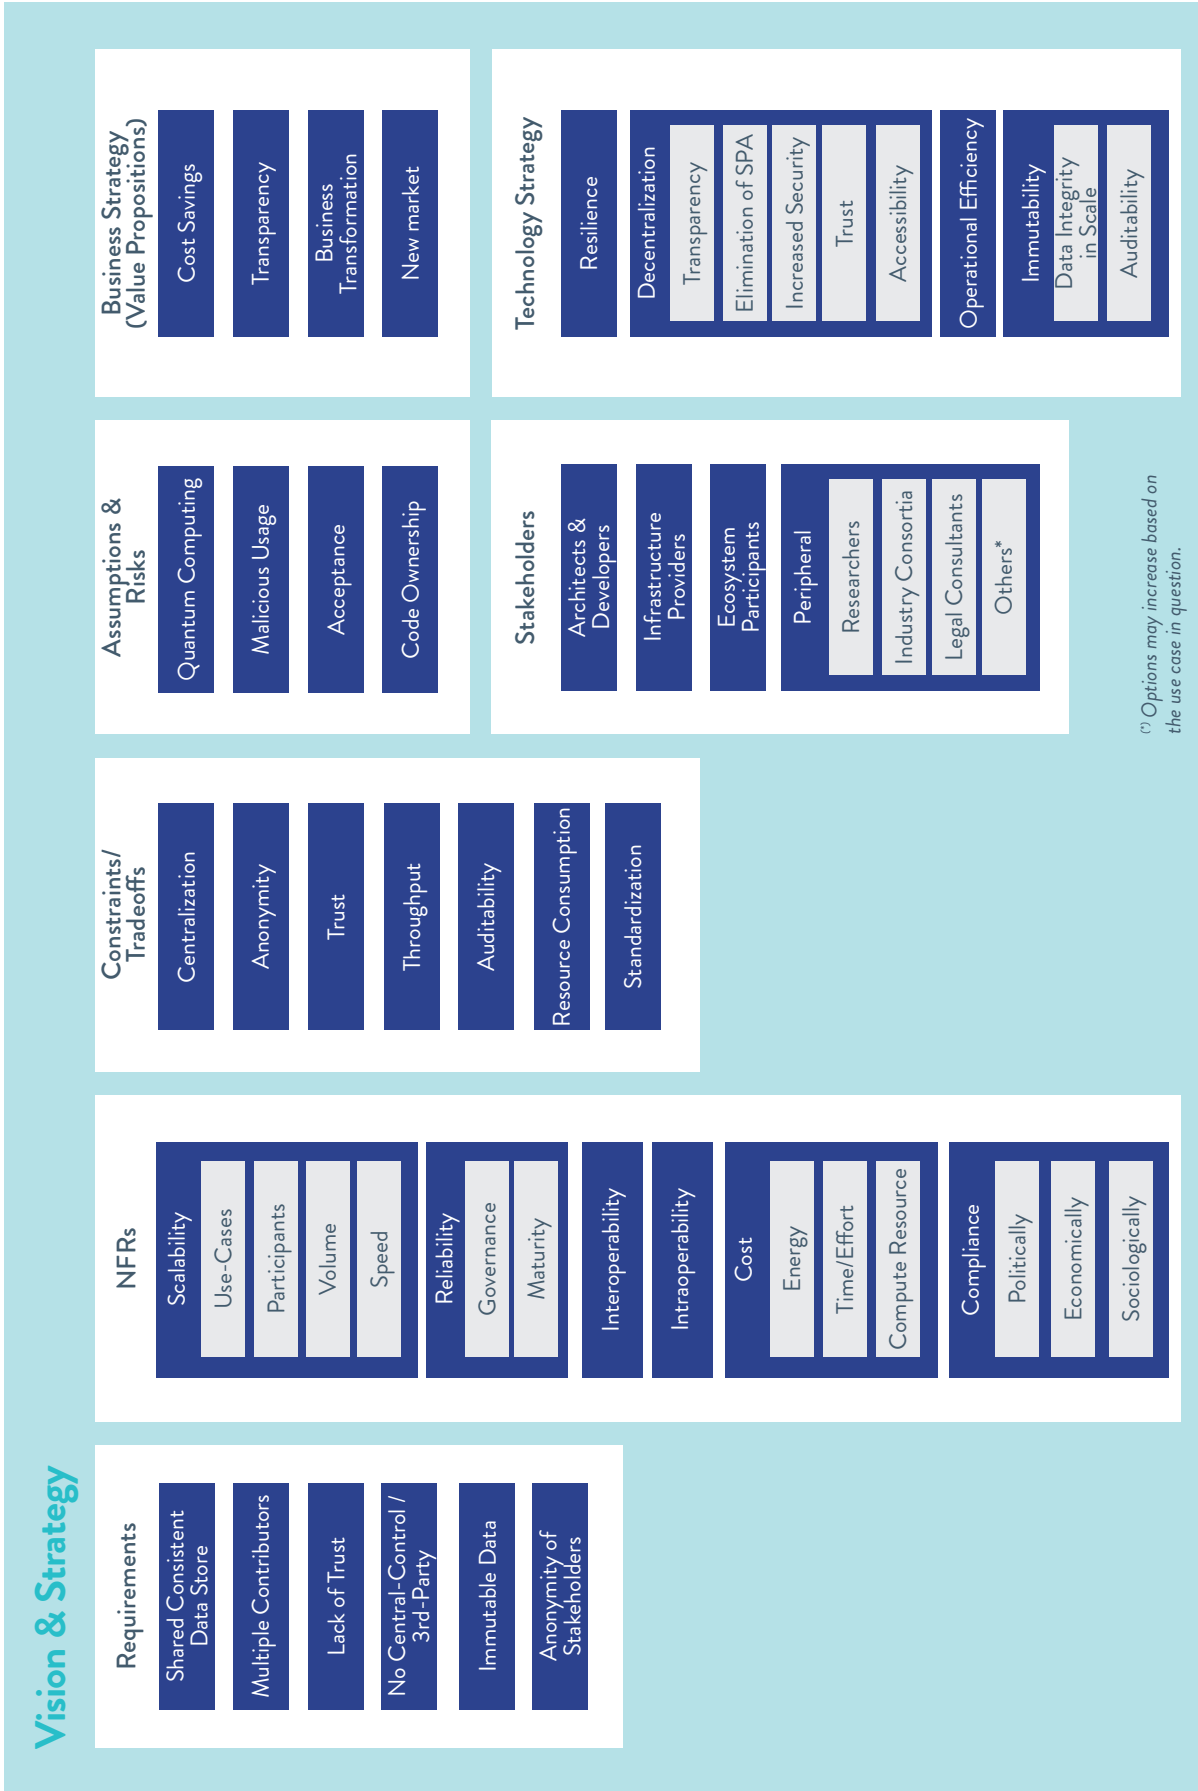 Vision & Strategy
Requirements
Shared Consistent
Data Store
Multiple Contributors
Lack of Trust
No Central-Control /
3rd-Party
Immutable Data
Anonymity of
Stakeholders
NFRs
Scalability
Use-Cases
Participants
Volume
Speed
Reliability
Governance
Maturity
Interoperability
Intraoperability
Cost
Energy
Time/Effort
Compute Resource
Compliance
Politically
Economically
Sociologically
Constraints/
Tradeoffs
Centralization
Anonymity
Trust
Throughput
Auditability
Resource Consumption
Standardization
Assumptions &
Risks
Quantum Computing
Malicious Usage
Acceptance
Code Ownership
Business Strategy
(Value Propositions)
Cost Savings
Transparency
Business
Transformation
New market
Stakeholders
Architects &
Developers
Infrastructure
Providers
Ecosystem
Participants
Peripheral
Researchers
Industry Consortia
Legal Consultants
Others*
Technology Strategy
Resilience
Decentralization
Transparency
Elimination of SPA
Increased Security
Trust
Accessibility
Operational Efficiency
Immutability
Data Integrity
in Scale
Auditability
(*) Options may increase based on
the use case in question.